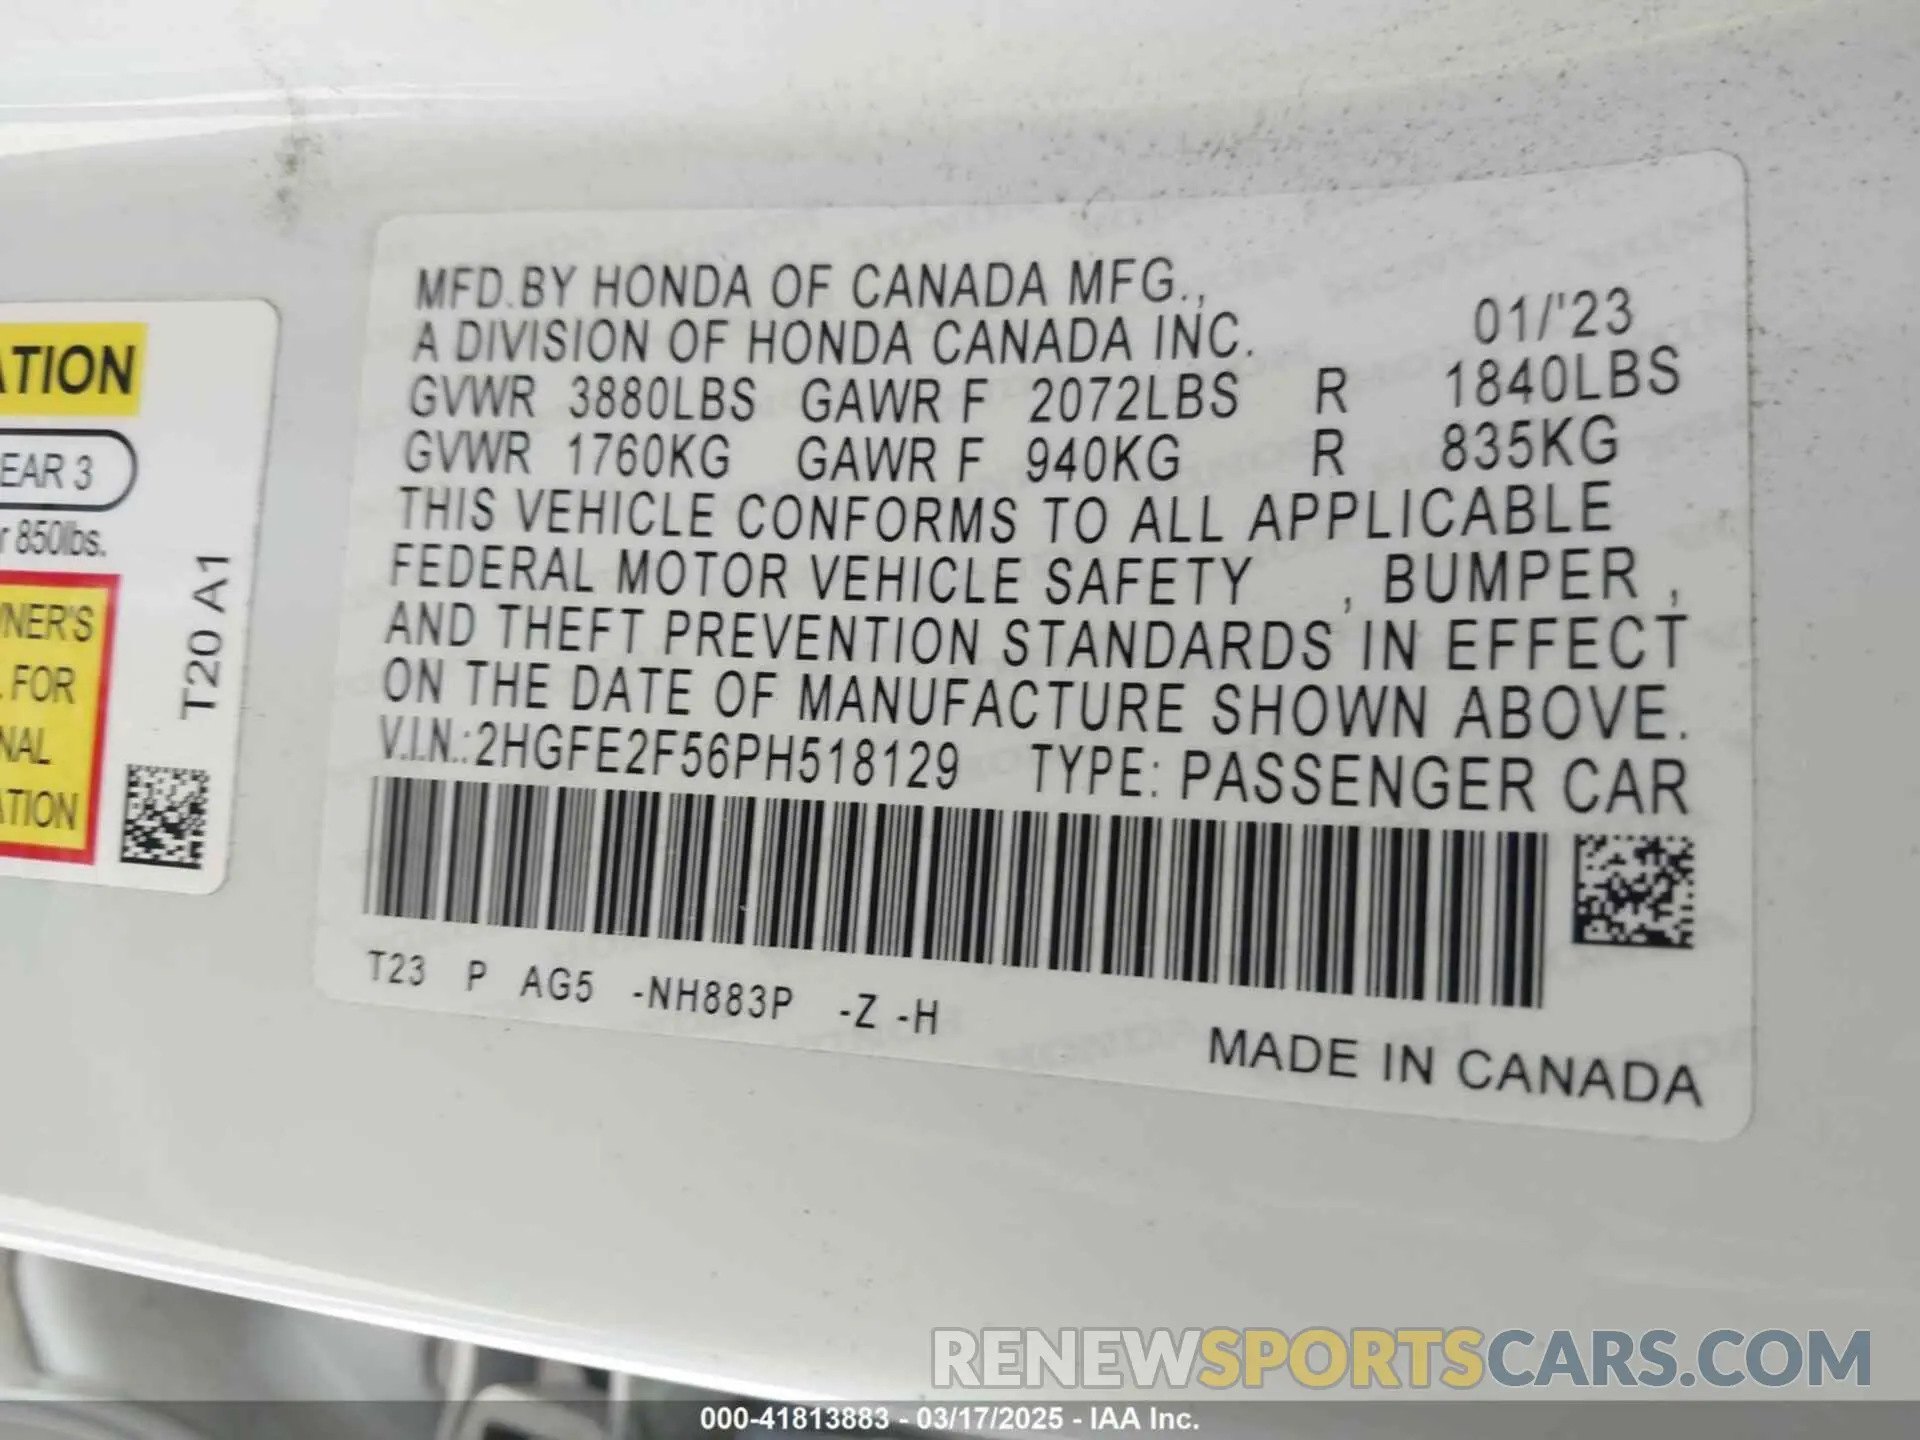 ATION
EAR 3
r 850lbs.
NER'S
FOR
NAL
ATION
T20 A1
MFD.BY HONDA OF CANADA MFG.,
A DIVISION OF HONDA CANADA INC. 01/'23
GVWR 3880LBS GAWR F 2072LBS R 1840LBS
GVWR 1760KG GAWR F 940KG R 835KG
THIS VEHICLE CONFORMS TO ALL APPLICABLE
FEDERAL MOTOR VEHICLE SAFETY , BUMPER ,
AND THEFT PREVENTION STANDARDS IN EFFECT
ON THE DATE OF MANUFACTURE SHOWN ABOVE.
V.I.N.:2HGFE2F56PH518129 TYPE: PASSENGER CAR
T23 P AG5 -NH883P -Z -H
MADE IN CANADA
RENEWSPORTSCARS.COM
000-41813883 - 03/17/2025 - IAA Inc.